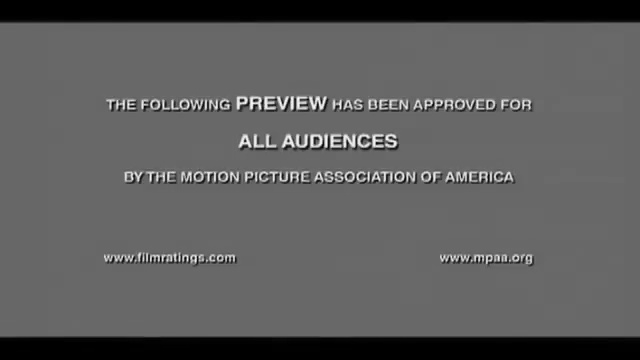 THE FOLLOWING PREVIEW HAS BEEN APPROVED FOR
ALL AUDIENCES
BY THE MOTION PICTURE ASSOCIATION OF AMERICA
www.filmratings.com www.mpaa.org